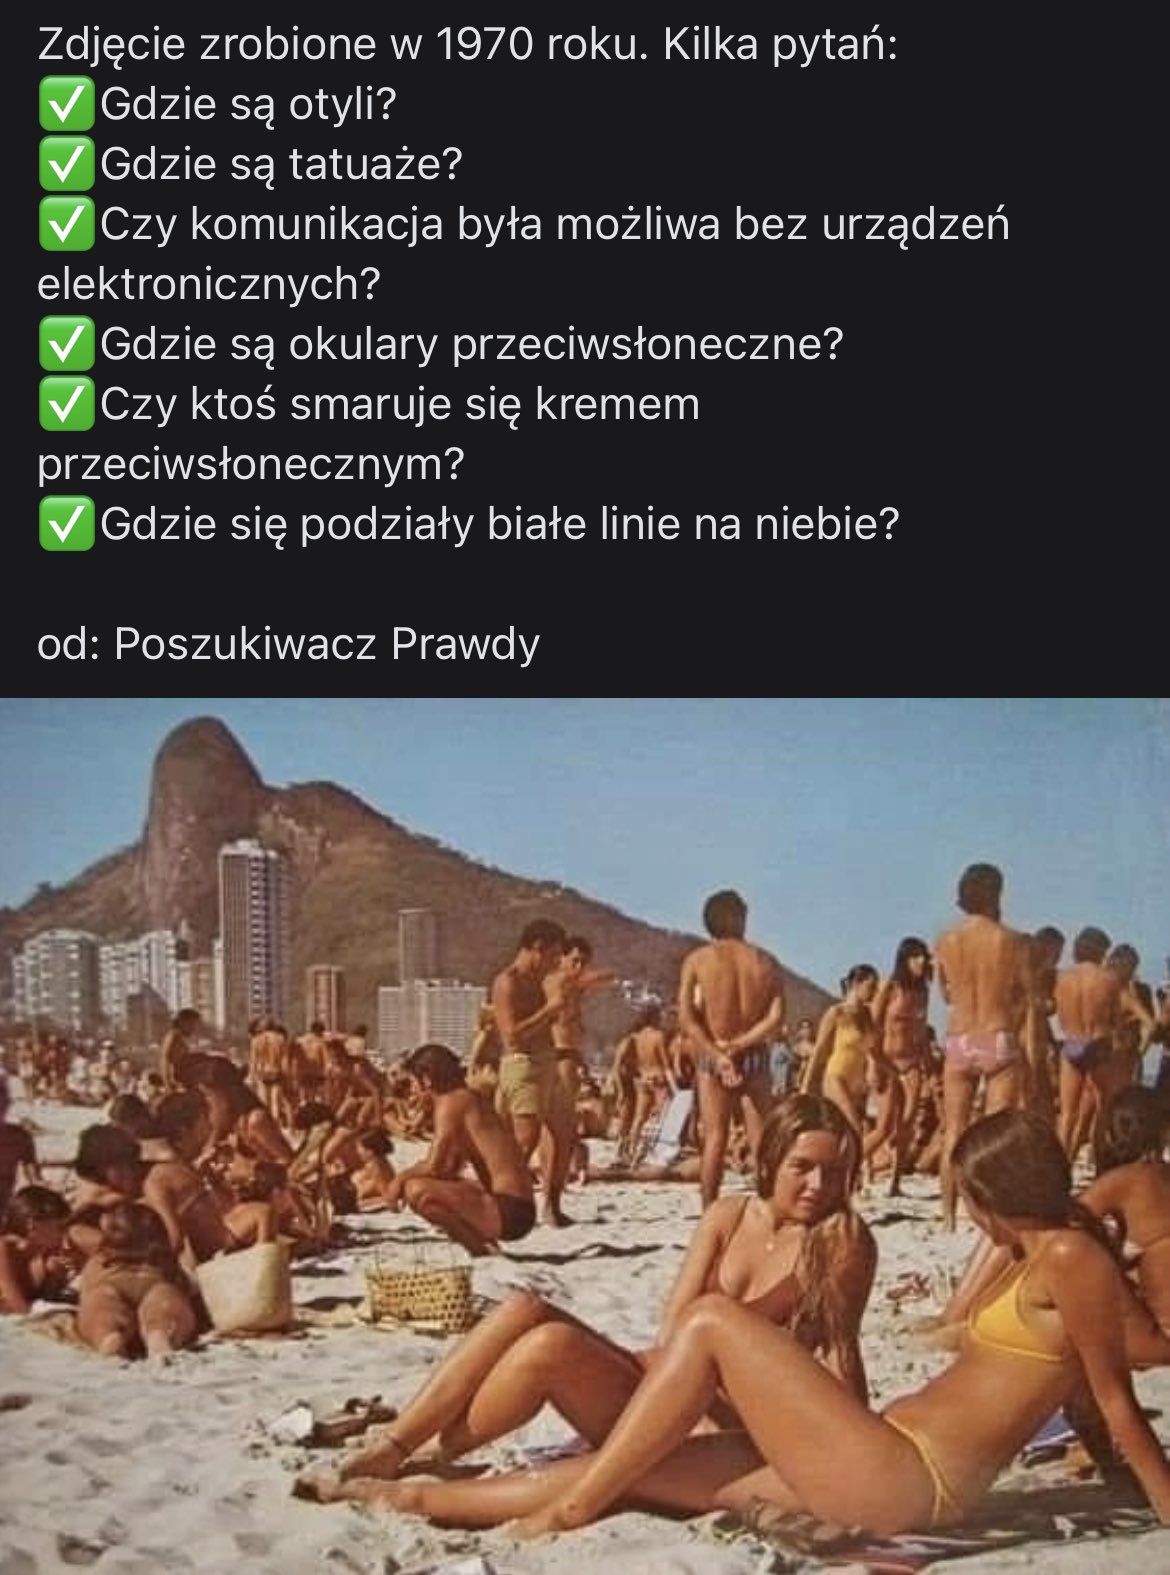 Zdjęcie zrobione w 1970 roku. Kilka pytań:
✅Gdzie są otyli?
✅Gdzie są tatuaże?
✅Czy komunikacja była możliwa bez urządzeń
elektronicznych?
✅Gdzie są okulary przeciwsłoneczne?
✅Czy ktoś smaruje się kremem
przeciwsłonecznym?
✅Gdzie się podziały białe linie na niebie?
od: Poszukiwacz Prawdy